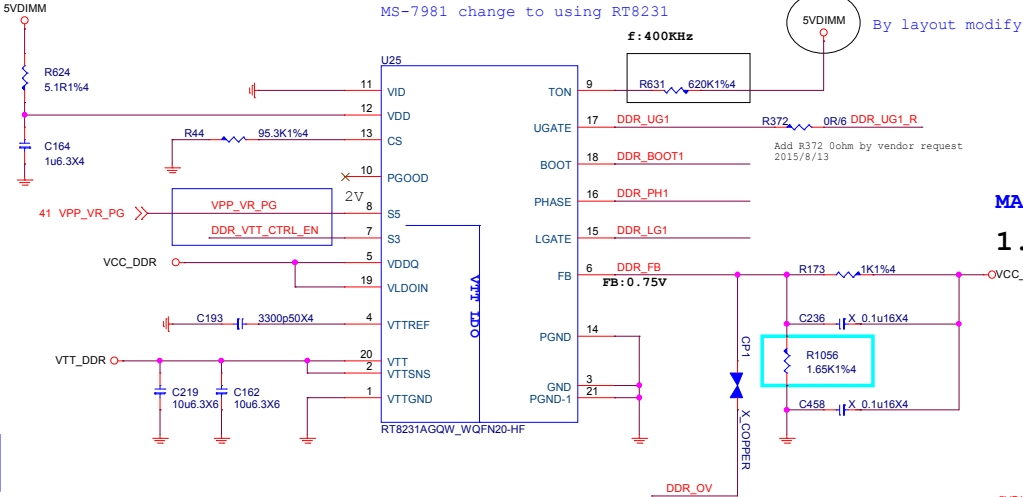 5VDIMM
MS-7981 change to using RT8231
5VDIMM
By layout modify
f:400KHz
U25
R624
5.1R1%4
R631 620K1%4
11 VID
TON 9
12 VDD
C164
1u6.3X4
R44 95.3K1%4
13 CS
UGATE 17 DDR_UG1
R372 0R/6 DDR_UG1_R
Add R372 0ohm by vendor request
2015/8/13
10 PGOOD
BOOT 18 DDR_BOOT1
2V
41 VPP_VR_PG
VPP_VR_PG
8 S5
PHASE 16 DDR_PH1
MA
DDR_VTT_CTRL_EN
7 S3
LGATE 15 DDR_LG1
1.
VCC_DDR
5 VDDQ
FB 6 DDR_FB
FB:0.75V
R173 1K1%4
VCC_
19 VLDOIN
VTT LDO
C193 3300p50X4
4 VTTREF
C236 X_0.1u16X4
PGND 14
CP1
X_COPPER
R1056
1.65K1%4
VTT_DDR
20 VTT
2 VTTSNS
C219
10u6.3X6
C162
10u6.3X6
1 VTTGND
GND 3
PGND-1 21
C458 X_0.1u16X4
RT8231AGQW_WQFN20-HF
DDR_OV